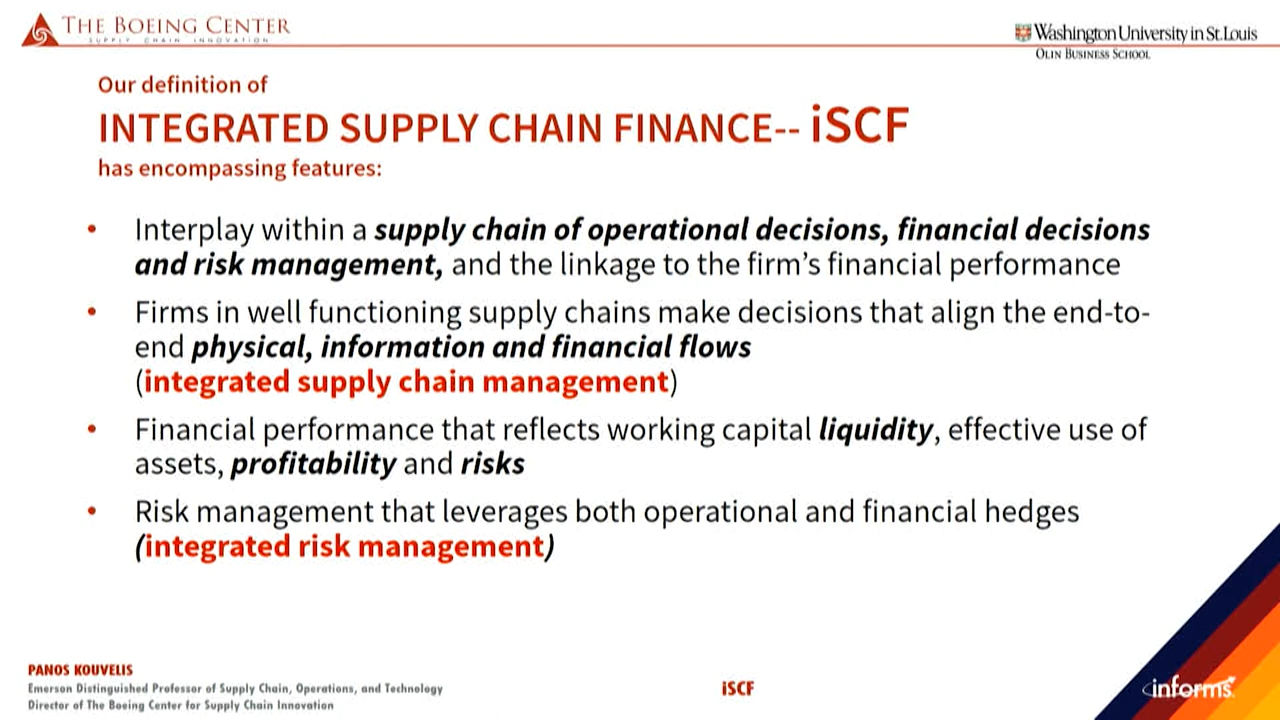 THE BOEING CENTER
SUPPLY CHAIN INNOVATION
Washington University in St. Louis
OLIN BUSINESS SCHOOL
Our definition of
INTEGRATED SUPPLY CHAIN FINANCE-- iSCF
has encompassing features:
• Interplay within a supply chain of operational decisions, financial decisions
and risk management, and the linkage to the firm's financial performance
• Firms in well functioning supply chains make decisions that align the end-to-
end physical, information and financial flows
(integrated supply chain management)
• Financial performance that reflects working capital liquidity, effective use of
assets, profitability and risks
• Risk management that leverages both operational and financial hedges
(integrated risk management)
PANOS KOUVELIS
Emerson Distinguished Professor of Supply Chain, Operations, and Technology
Director of The Boeing Center for Supply Chain Innovation
iSCF
informs